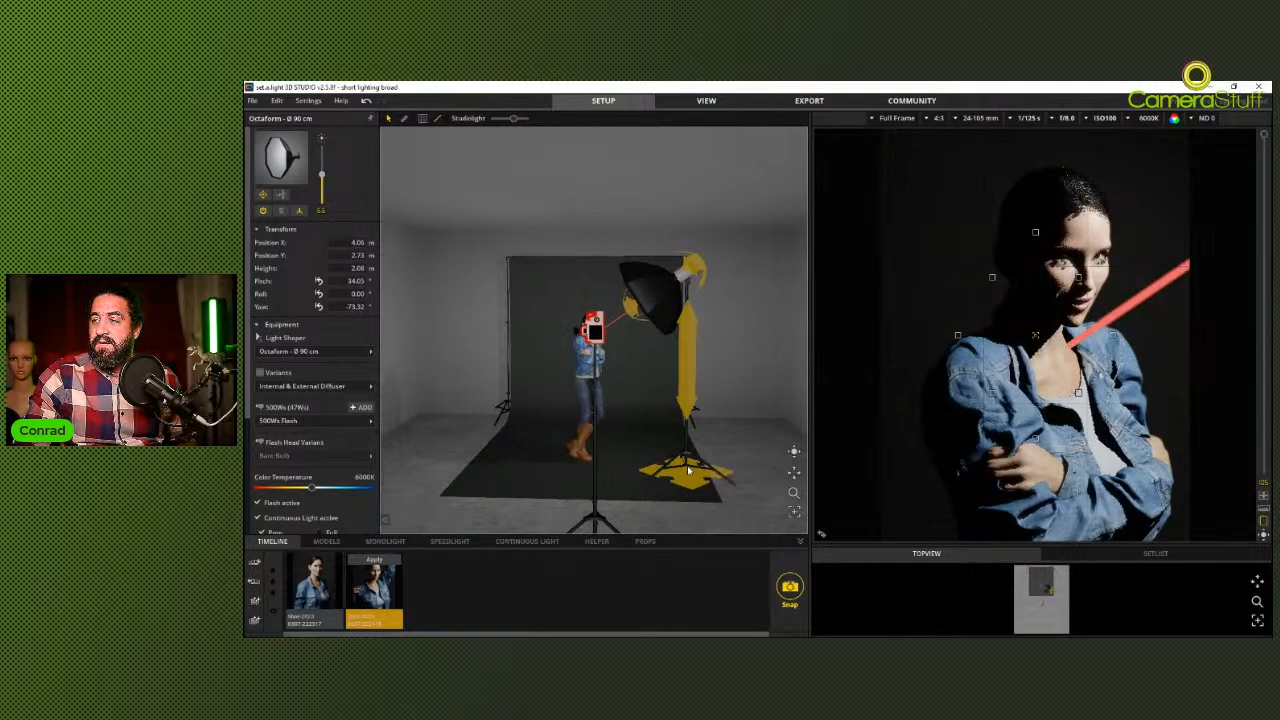 CameraStuff
set.a.light 3D STUDIO v2.5.8f - short lighting broad
File Edit Settings Help
SETUP VIEW EXPORT COMMUNITY
Octaform - Ø 90 cm
Studiolight
Full Frame 4:3 24-105 mm 1/125 s f/8.0 ISO100 6000K ND 0
Transform
Position X: 4.06 m
Position Y: 2.73 m
Height: 2.08 m
Pitch: 34.05 °
Roll: 0.00 °
Yaw: -73.32 °
Equipment
Light Shaper
Octaform - Ø 90 cm
Variants
Internal & External Diffuser
500Ws (47Ws) + ADD
500Ws Flash
Flash Head Variant
Bare Bulb
Color Temperature 6000K
Flash active
Continuous Light active
Conrad
TIMELINE MODELS MONOLIGHT SPEEDLIGHT CONTINUOUS LIGHT HELPER PROPS
TOPVIEW SETLIST
Apply
Snap
105